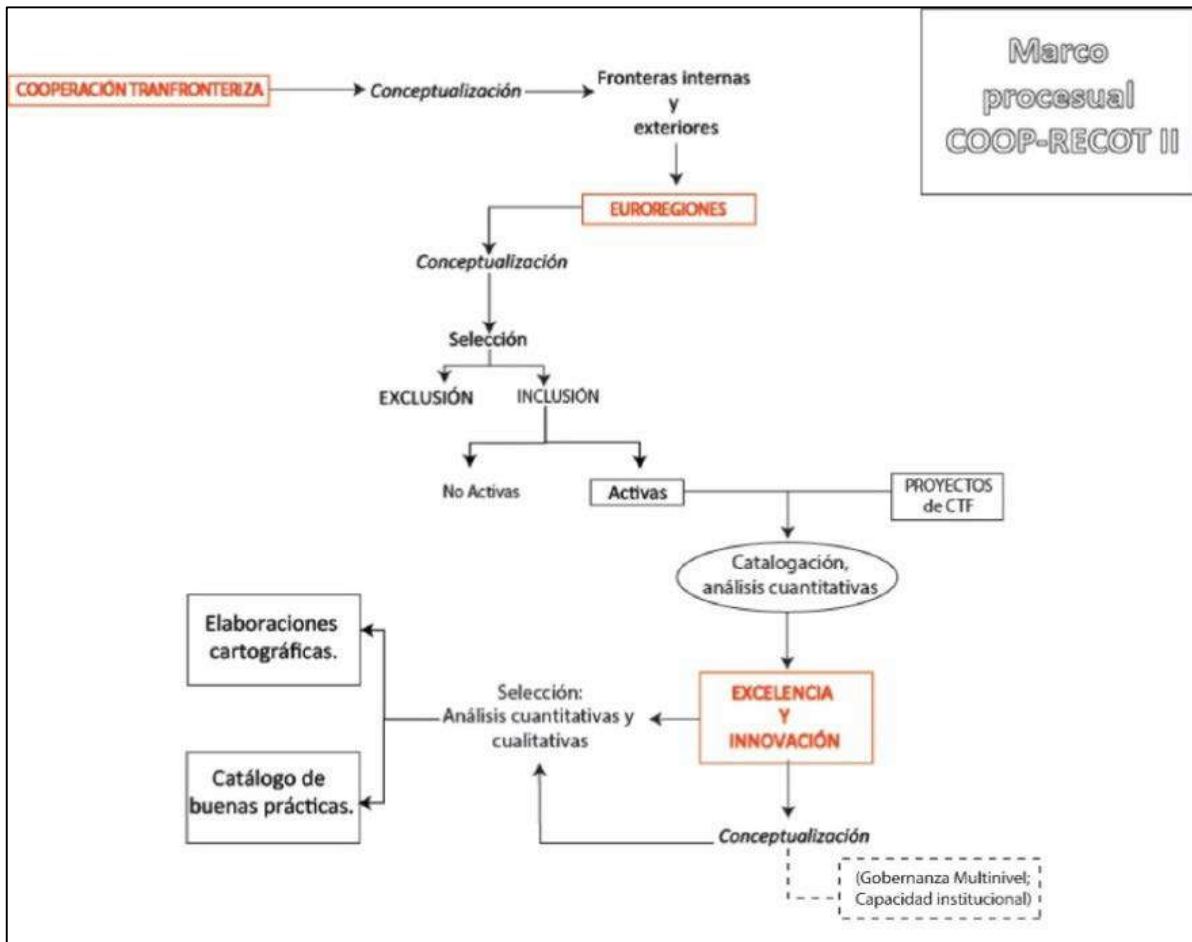 Marco
procesual
COOP-RECOT II
COOPERACIÓN TRANFRONTERIZA
Conceptualización
Fronteras internas
y
exteriores
EUROREGIONES
Conceptualización
Selección
EXCLUSIÓN
INCLUSIÓN
No Activas
Activas
PROYECTOS
de CTF
Catalogación,
análisis cuantitativas
EXCELENCIA
Y
INNOVACIÓN
Selección:
Análisis cuantitativas y
cualitativas
Elaboraciones
cartográficas.
Catálogo de
buenas prácticas.
Conceptualización
(Gobernanza Multinivel;
Capacidad institucional)